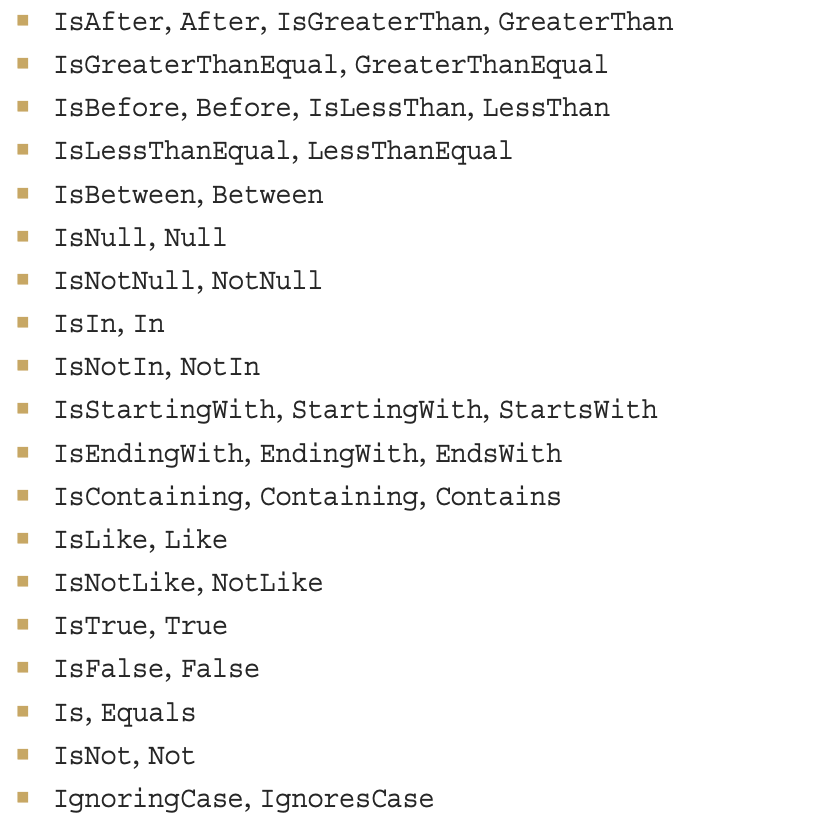 IsAfter, After, IsGreaterThan, GreaterThan
IsGreaterThanEqual, GreaterThanEqual
IsBefore, Before, IsLessThan, LessThan
IsLessThanEqual, LessThanEqual
IsBetween, Between
IsNull, Null
IsNotNull, NotNull
IsIn, In
IsNotIn, NotIn
IsStartingWith, StartingWith, StartsWith
IsEndingWith, EndingWith, EndsWith
IsContaining, Containing, Contains
IsLike, Like
IsNotLike, NotLike
IsTrue, True
IsFalse, False
Is, Equals
IsNot, Not
IgnoringCase, IgnoresCase